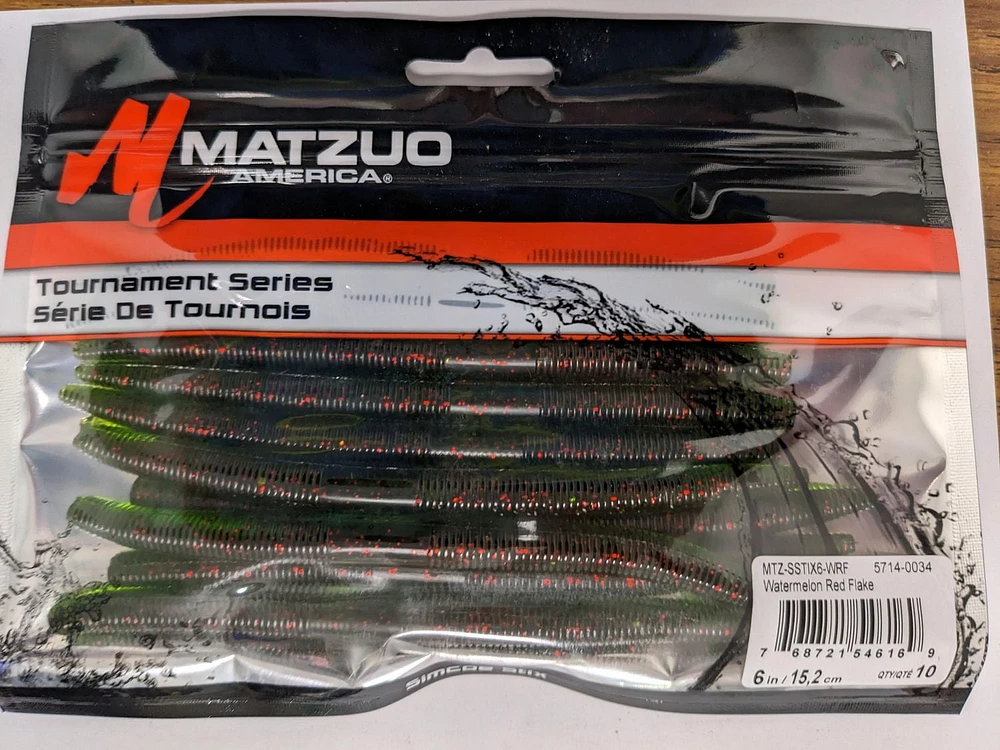 MATZUO
AMERICA®
Tournament Series
Série De Tournois
MTZ-SSTIX6-WRF 5714-0034
Watermelon Red Flake
7 68721 54616 9
6 in / 15,2 cm QTY/QTÉ 10